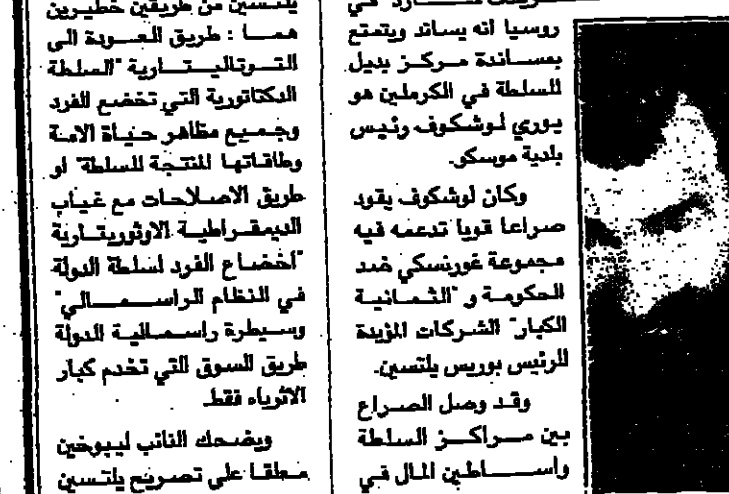 روسيا انه يساند ويتمتع
بمساندة مركز بديل
للسلطة في الكرملين هو
يوري لوشكوف رئيس
بلدية موسكو.
وكان لوشكوف يقود
صراعا قويا تدعمه فيه
مجموعة غورنسكي ضد
الحكومة و "الثمانية
الكبار" الشركات المؤيدة
للرئيس بوريس يلتسين.
وقد وصل الصراع
بين مراكز السلطة
واساطين المال في
يلتسين من طريقين خطيرين
هما : طريق العودة الى
التوتاليتارية "السلطة
الدكتاتورية التي تخضع الفرد
وجميع مظاهر حياة الامة
وطاقاتها المنتجة للسلطة" او
طريق الاصلاحات مع غياب
الديمقراطية الاوثوريتارية
"اخضاع الفرد لسلطة الدولة
في النظام الراسمالي"
وسيطرة راسمالية الدولة
طريق السوق التي تخدم كبار
الاثرياء فقط.
ويضحك النائب ليبوخين
معلقا على تصريح يلتسين